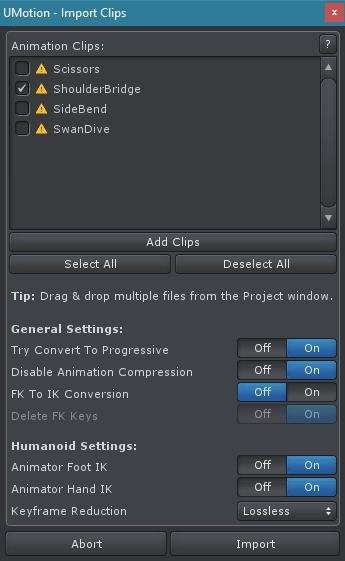 UMotion - Import Clips
x
Animation Clips:
?
Scissors
ShoulderBridge
SideBend
SwanDive
Add Clips
Select All Deselect All
Tip: Drag & drop multiple files from the Project window.
General Settings:
Try Convert To Progressive Off On
Disable Animation Compression Off On
FK To IK Conversion Off On
Delete FK Keys Off On
Humanoid Settings:
Animator Foot IK Off On
Animator Hand IK Off On
Keyframe Reduction Lossless
Abort Import